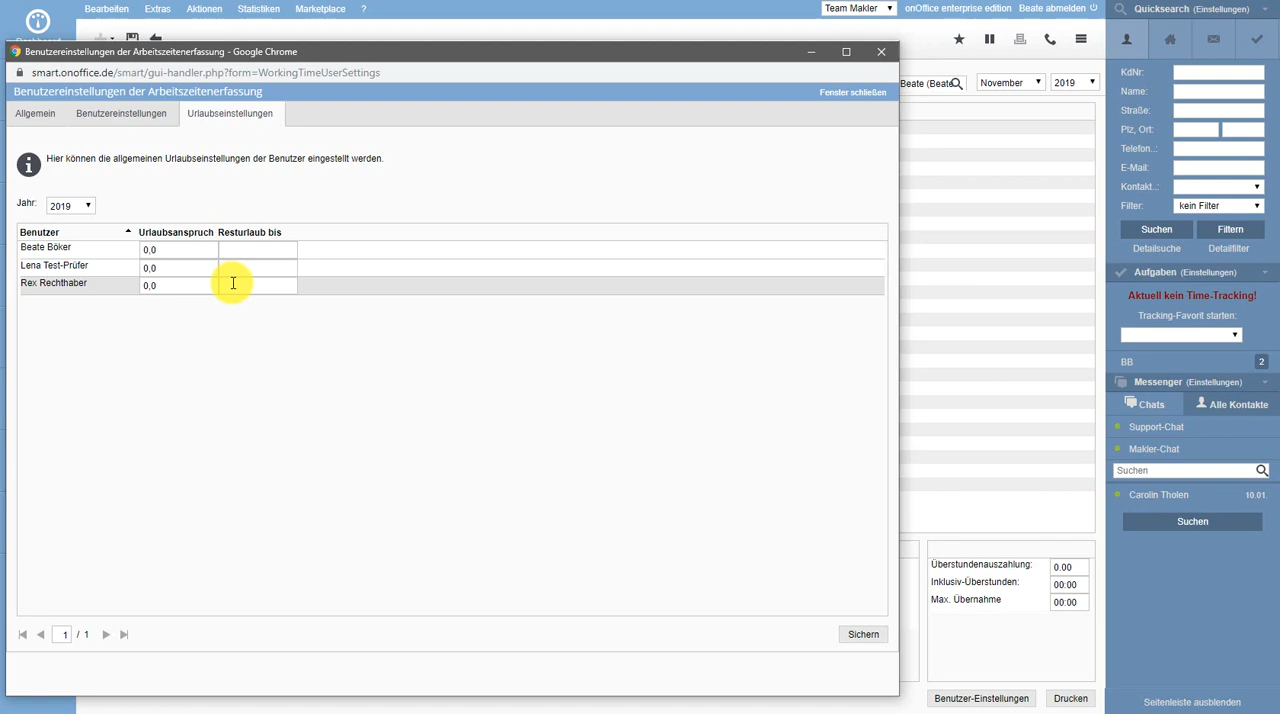 Bearbeiten Extras Aktionen Statistiken Marketplace ? Team Makler onOffice enterprise edition Beate abmelden
Quicksearch (Einstellungen)
Benutzereinstellungen der Arbeitszeitenerfassung - Google Chrome
smart.onoffice.de/smart/gui-handler.php?form=WorkingTimeUserSettings
Benutzereinstellungen der Arbeitszeitenerfassung
Fenster schließen
Allgemein Benutzereinstellungen Urlaubseinstellungen
Hier können die allgemeinen Urlaubseinstellungen der Benutzer eingestellt werden.
Jahr: 2019
Benutzer Urlaubsanspruch Resturlaub bis
Beate Böker 0,0
Lena Test-Prüfer 0,0
Rex Rechthaber 0,0
1 / 1
Sichern
Beate (Beate
November 2019
Überstundenauszahlung: 0.00
Inklusiv-Überstunden: 00:00
Max. Übernahme 00:00
Benutzer-Einstellungen Drucken
KdNr:
Name:
Straße:
Plz, Ort:
Telefon..:
E-Mail:
Kontakt..:
Filter: kein Filter
Suchen Filtern
Detailsuche Detailfilter
Aufgaben (Einstellungen)
Aktuell kein Time-Tracking!
Tracking-Favorit starten:
BB 2
Messenger (Einstellungen)
Chats Alle Kontakte
Support-Chat
Makler-Chat
Suchen
Carolin Tholen 10.01.
Suchen
Seitenleiste ausblenden